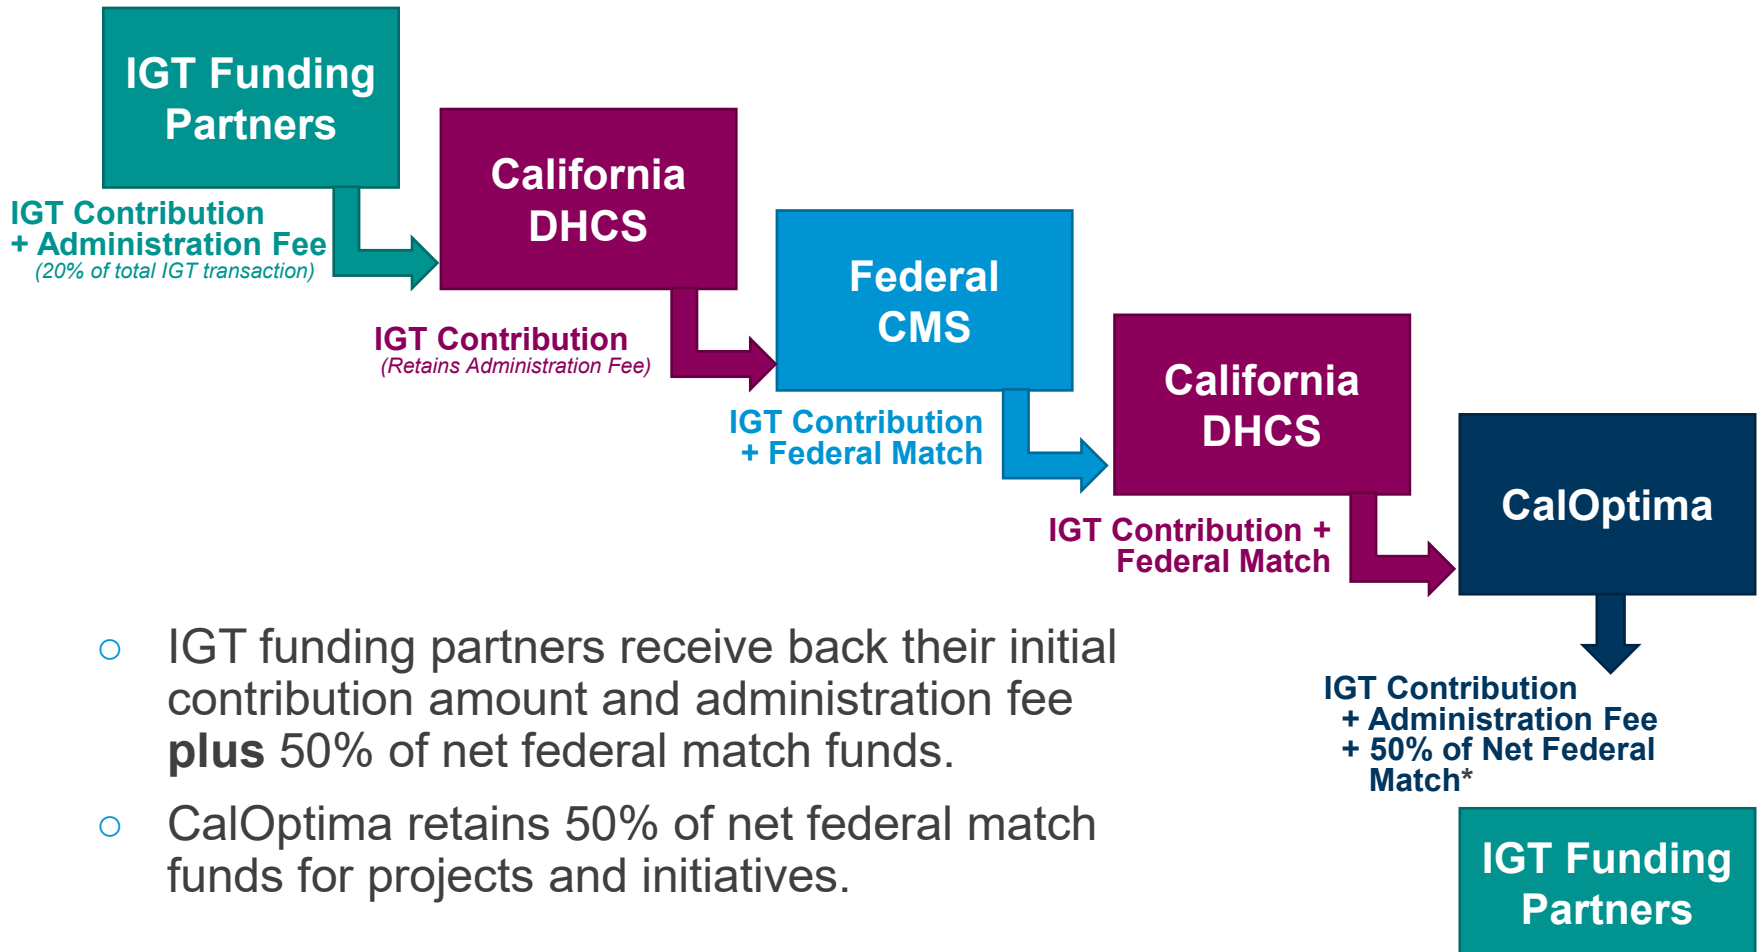 IGT Funding
Partners
IGT Contribution
+ Administration Fee
(20% of total IGT transaction)
California
DHCS
IGT Contribution
(Retains Administration Fee)
Federal
CMS
IGT Contribution
+ Federal Match
California
DHCS
IGT Contribution +
Federal Match
CalOptima
IGT Contribution
+ Administration Fee
+ 50% of Net Federal
Match*
IGT Funding
Partners
○ IGT funding partners receive back their initial
contribution amount and administration fee
plus 50% of net federal match funds.
○ CalOptima retains 50% of net federal match
funds for projects and initiatives.